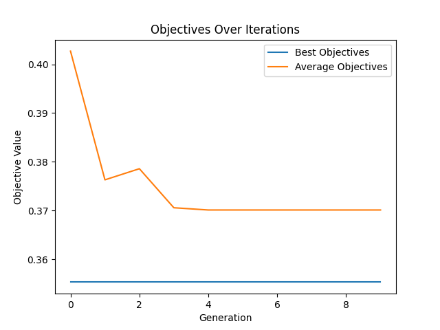 Objectives Over Iterations
Best Objectives
Average Objectives
Objective Value
0.40
0.39
0.38
0.37
0.36
0 2 4 6 8
Generation